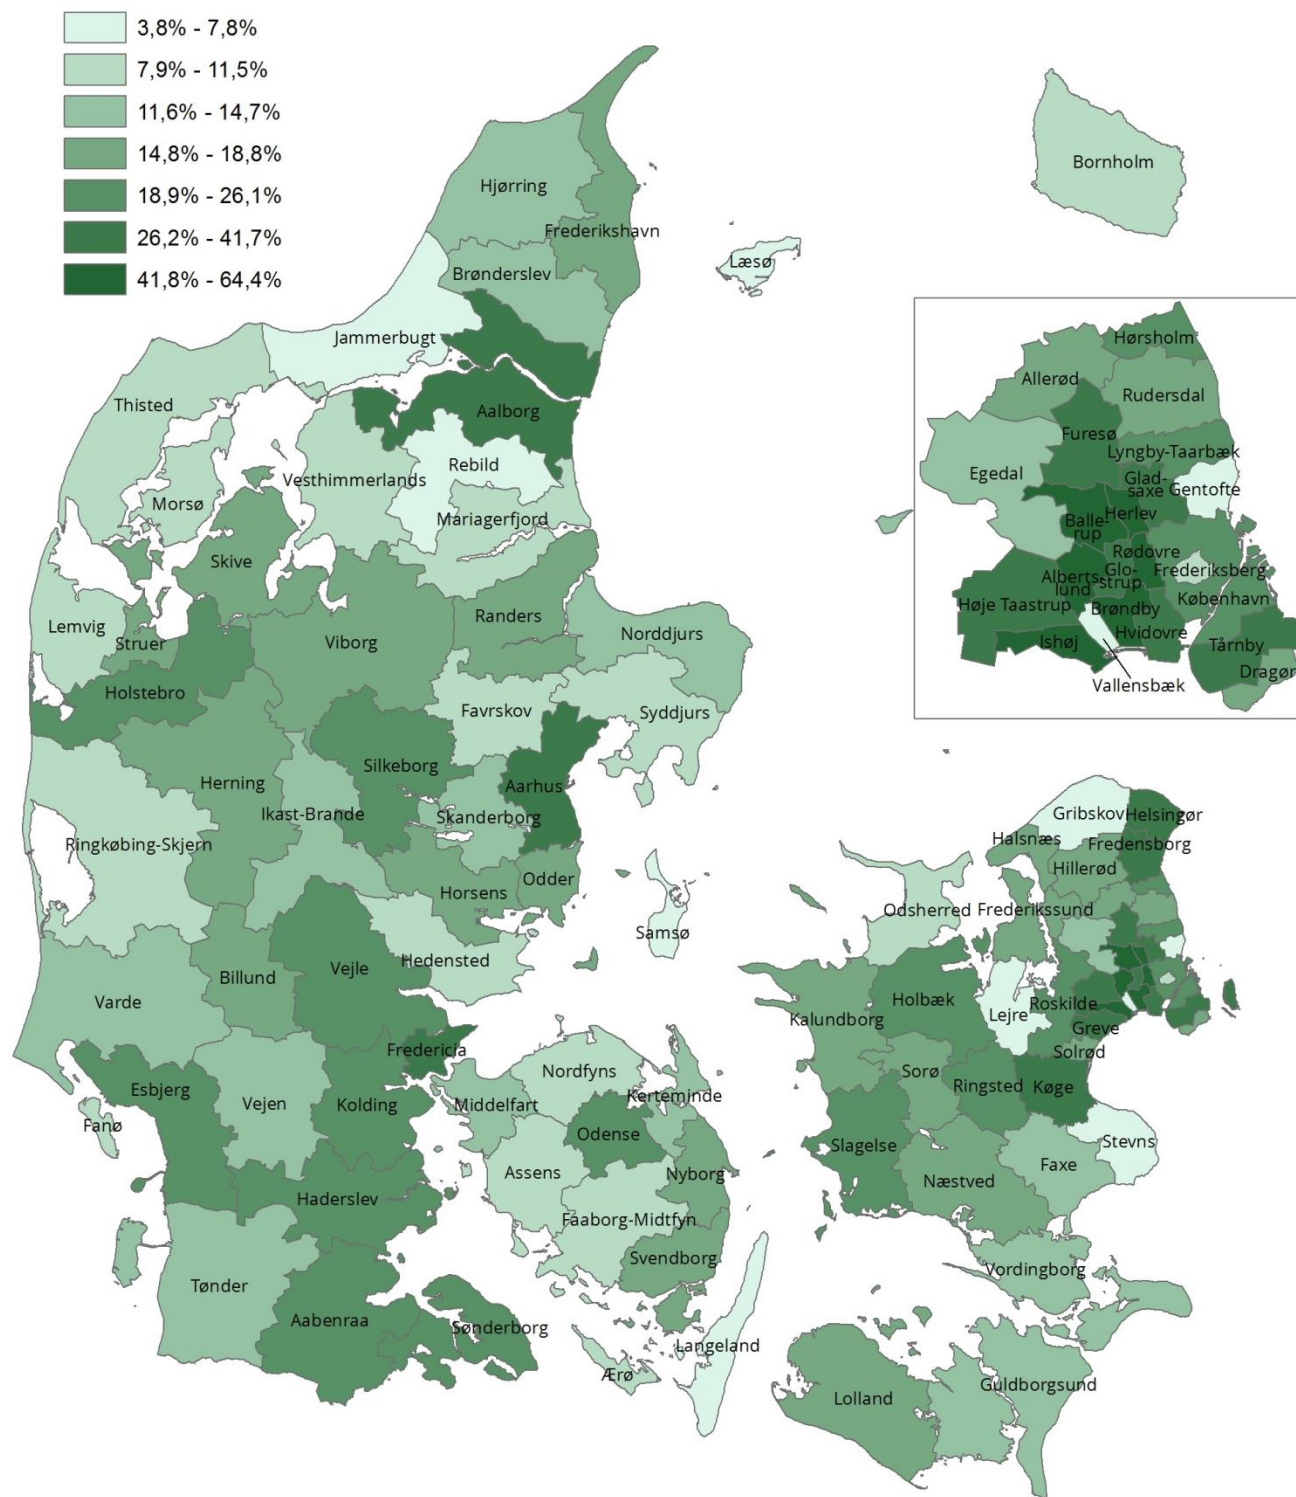 3,8% - 7,8%
7,9% - 11,5%
11,6% - 14,7%
14,8% - 18,8%
18,9% - 26,1%
26,2% - 41,7%
41,8% - 64,4%
Bornholm
Hjørring
Frederikshavn
Læsø
Brønderslev
Jammerbugt
Thisted
Aalborg
Rebild
Vesthimmerlands
Morsø
Mariagerfjord
Skive
Lemvig
Struer
Viborg
Randers
Norddjurs
Holstebro
Favrskov
Syddjurs
Silkeborg
Herning
Aarhus
Ikast-Brande
Skanderborg
Ringkøbing-Skjern
Horsens
Odder
Samsø
Hedensted
Vejle
Billund
Varde
Fredericia
Esbjerg
Vejen
Kolding
Fanø
Haderslev
Tønder
Aabenraa
Sønderborg
Nordfyns
Middelfart
Kerteminde
Odense
Assens
Nyborg
Faaborg-Midtfyn
Svendborg
Langeland
Ærø
Hørsholm
Allerød
Rudersdal
Furesø
Lyngby-Taarbæk
Egedal
Glad-
saxe
Gentofte
Balle-
rup
Herlev
Rødovre
Frederiksberg
Alberts-
lund
Glo-
strup
København
Høje Taastrup
Brøndby
Hvidovre
Ishøj
Tårnby
Dragør
Vallensbæk
Gribskov
Helsingør
Halsnæs
Fredensborg
Hillerød
Odsherred
Frederikssund
Holbæk
Kalundborg
Lejre
Roskilde
Greve
Solrød
Sorø
Ringsted
Køge
Slagelse
Stevns
Faxe
Næstved
Vordingborg
Lolland
Guldborgsund